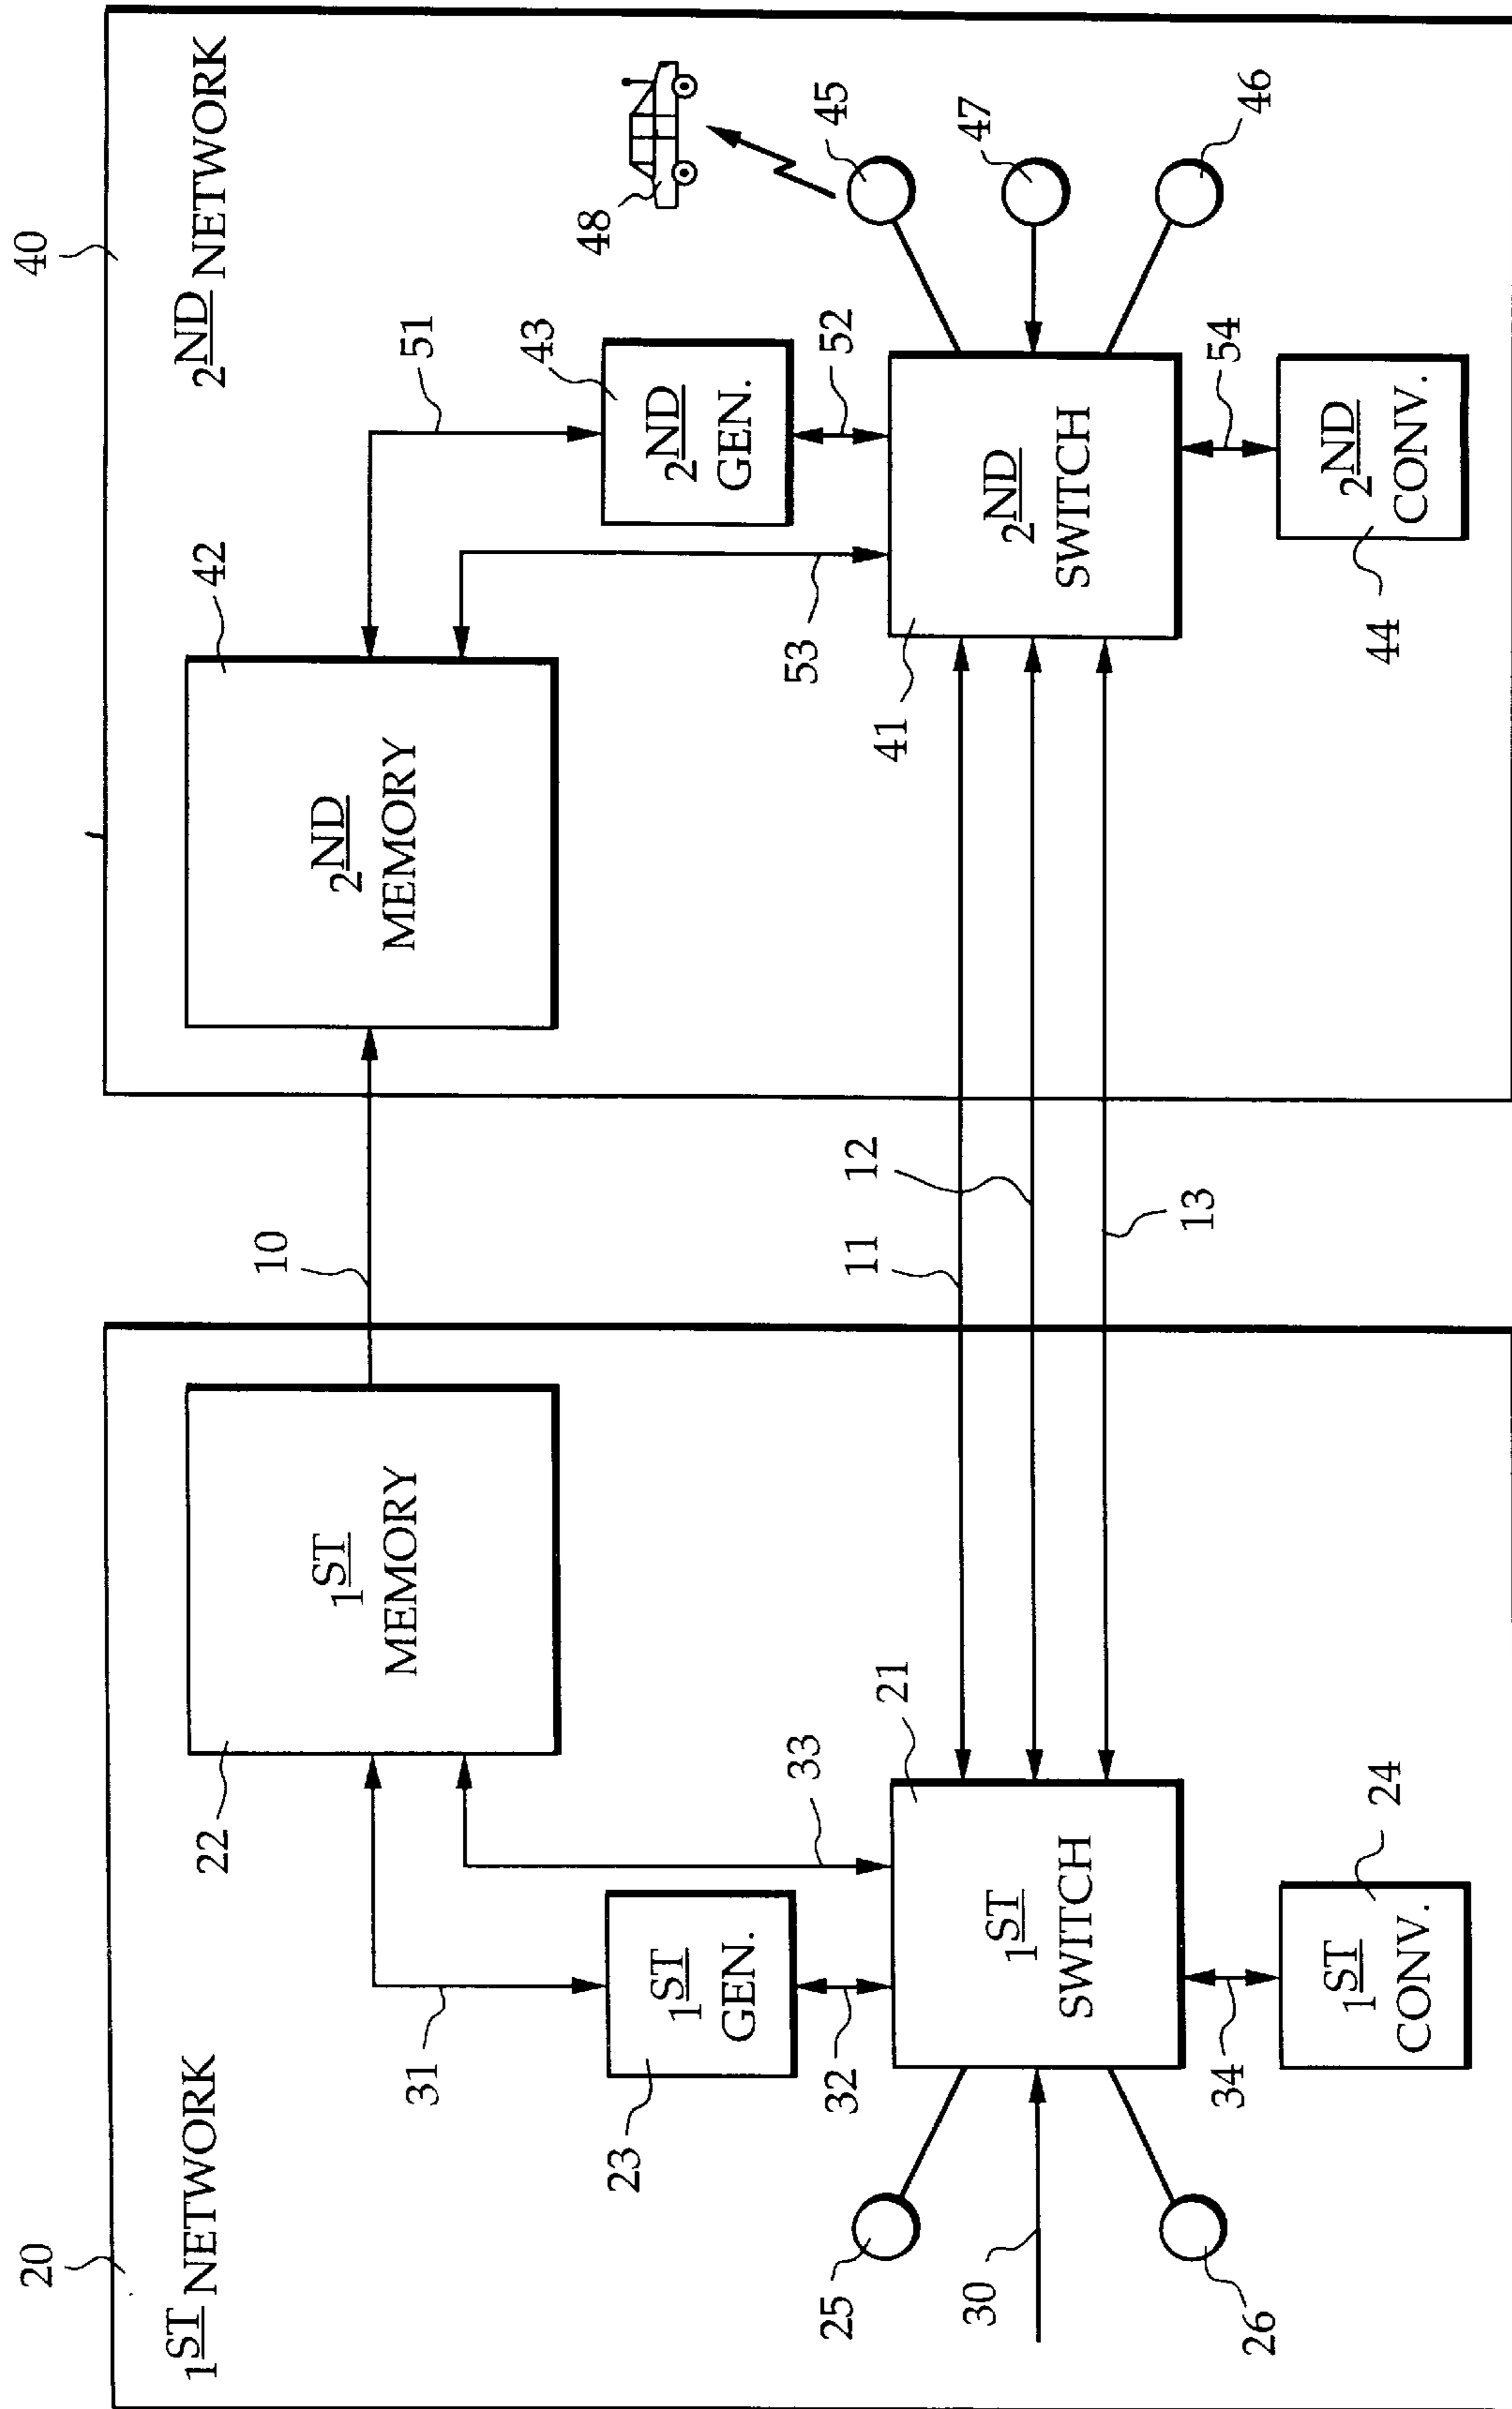 20
1ST NETWORK
22
1ST
MEMORY
10
31
33
23
1ST
GEN.
32
21
1ST
SWITCH
25
30
26
34
24
1ST
CONV.
11
12
13
40
2ND NETWORK
42
2ND
MEMORY
51
53
43
2ND
GEN.
52
41
2ND
SWITCH
48
45
47
46
54
44
2ND
CONV.